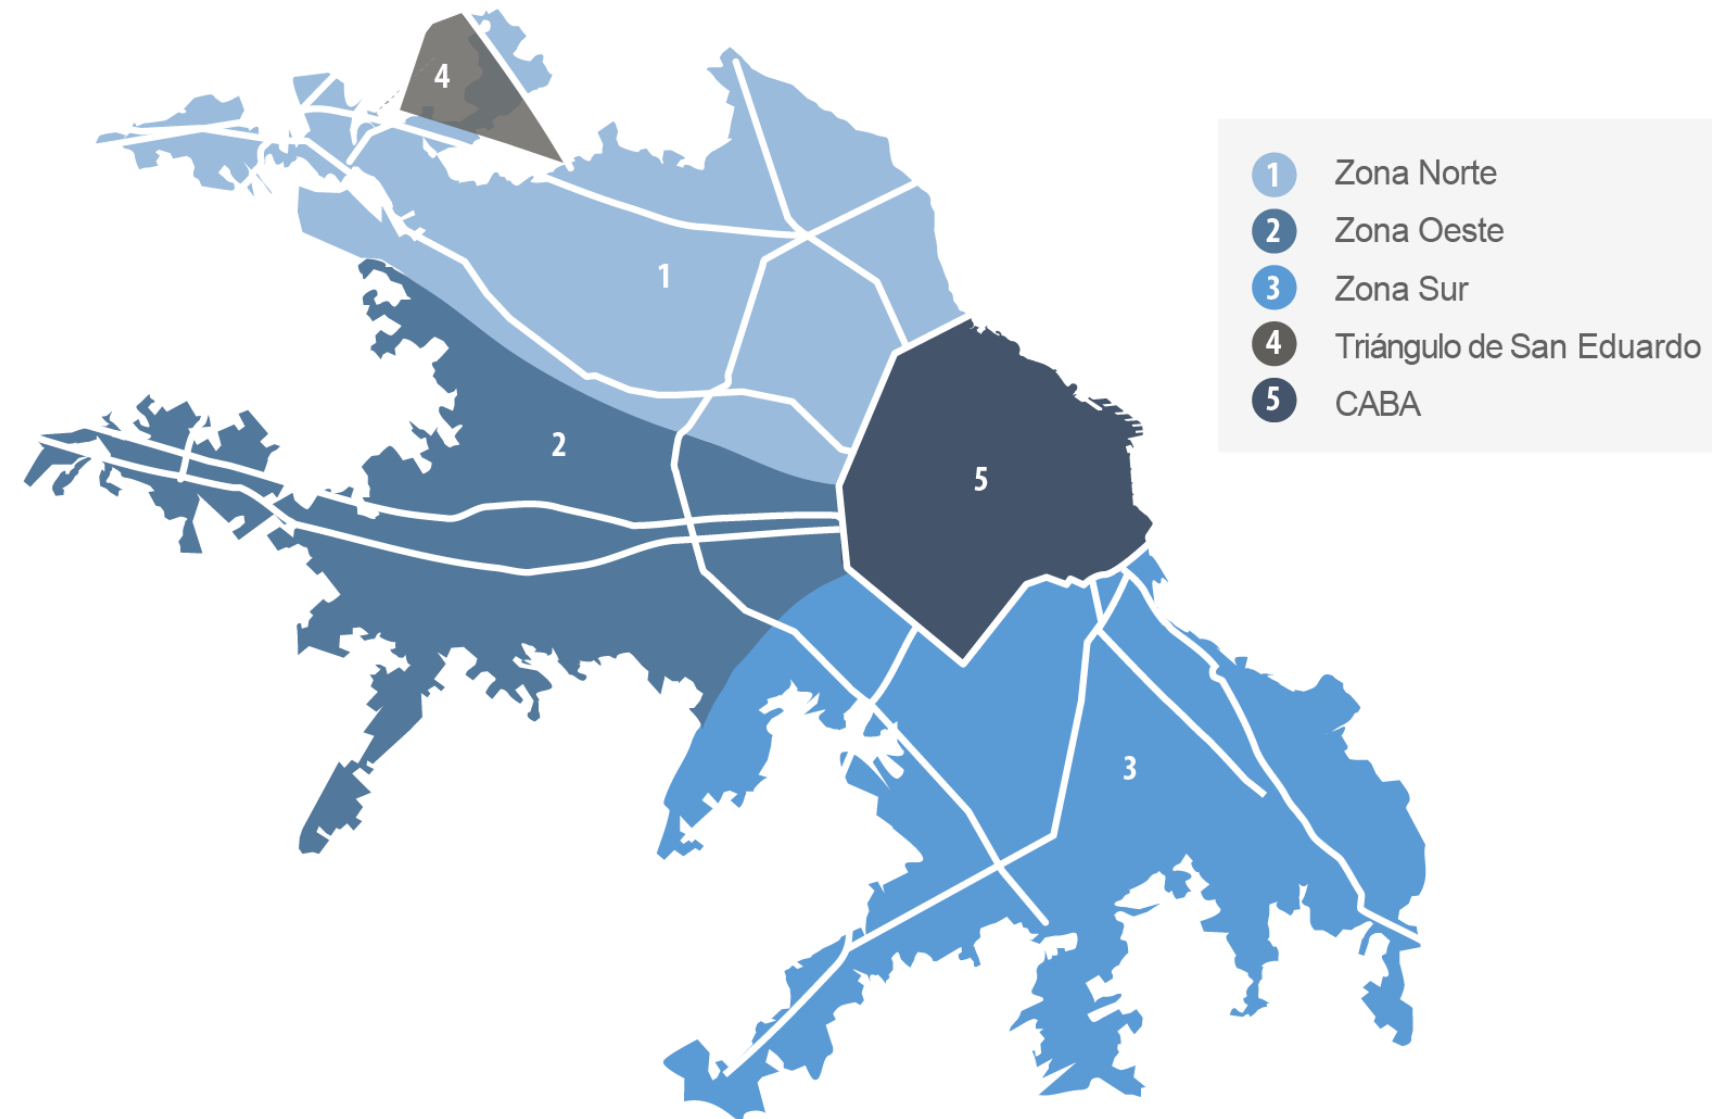 4
1
2
5
3
1 Zona Norte
2 Zona Oeste
3 Zona Sur
4 Triángulo de San Eduardo
5 CABA